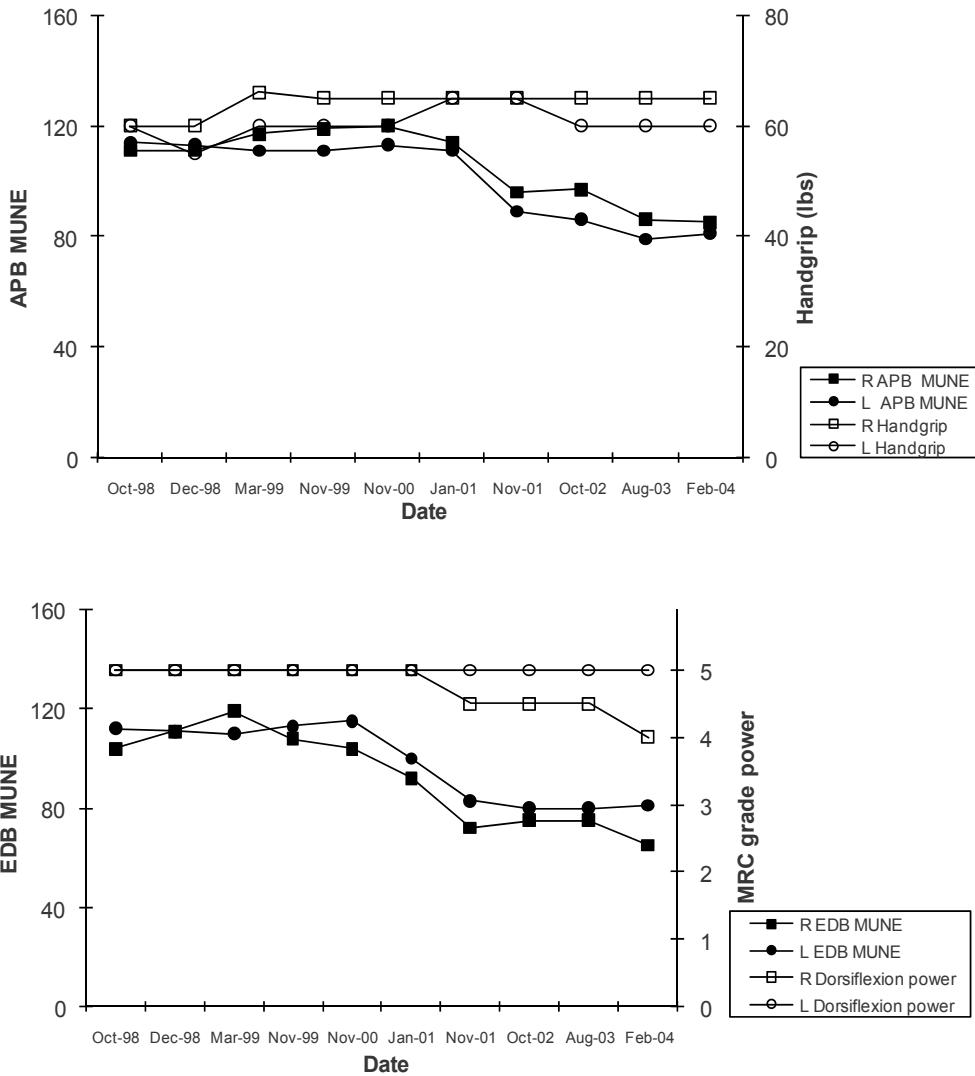 160
120
80
40
0
APB MUNE
80
60
40
20
0
Handgrip (lbs)
R APB MUNE
L APB MUNE
R Handgrip
L Handgrip
Oct-98 Dec-98 Mar-99 Nov-99 Nov-00 Jan-01 Nov-01 Oct-02 Aug-03 Feb-04
Date
160
120
80
40
0
EDB MUNE
5
4
3
2
1
0
MRC grade power
R EDB MUNE
L EDB MUNE
R Dorsiflexion power
L Dorsiflexion power
Oct-98 Dec-98 Mar-99 Nov-99 Nov-00 Jan-01 Nov-01 Oct-02 Aug-03 Feb-04
Date